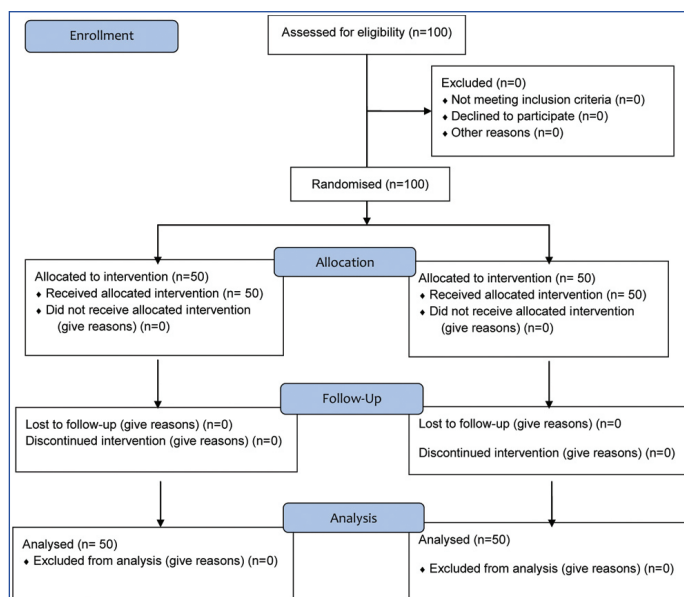 Enrollment
Assessed for eligibility (n=100)
Excluded (n=0)
♦ Not meeting inclusion criteria (n=0)
♦ Declined to participate (n=0)
♦ Other reasons (n=0)
Randomised (n=100)
Allocation
Allocated to intervention (n=50)
♦ Received allocated intervention (n= 50)
♦ Did not receive allocated intervention
(give reasons) (n=0)
Allocated to intervention (n= 50)
♦ Received allocated intervention (n= 50)
♦ Did not receive allocated intervention
(give reasons) (n=0)
Follow-Up
Lost to follow-up (give reasons) (n=0)
Discontinued intervention (give reasons) (n=0)
Lost to follow-up (give reasons) (n=0
Discontinued intervention (give reasons) (n=0)
Analysis
Analysed (n= 50)
♦ Excluded from analysis (give reasons) (n=0)
Analysed (n=50)
♦ Excluded from analysis (give reasons) (n=0)